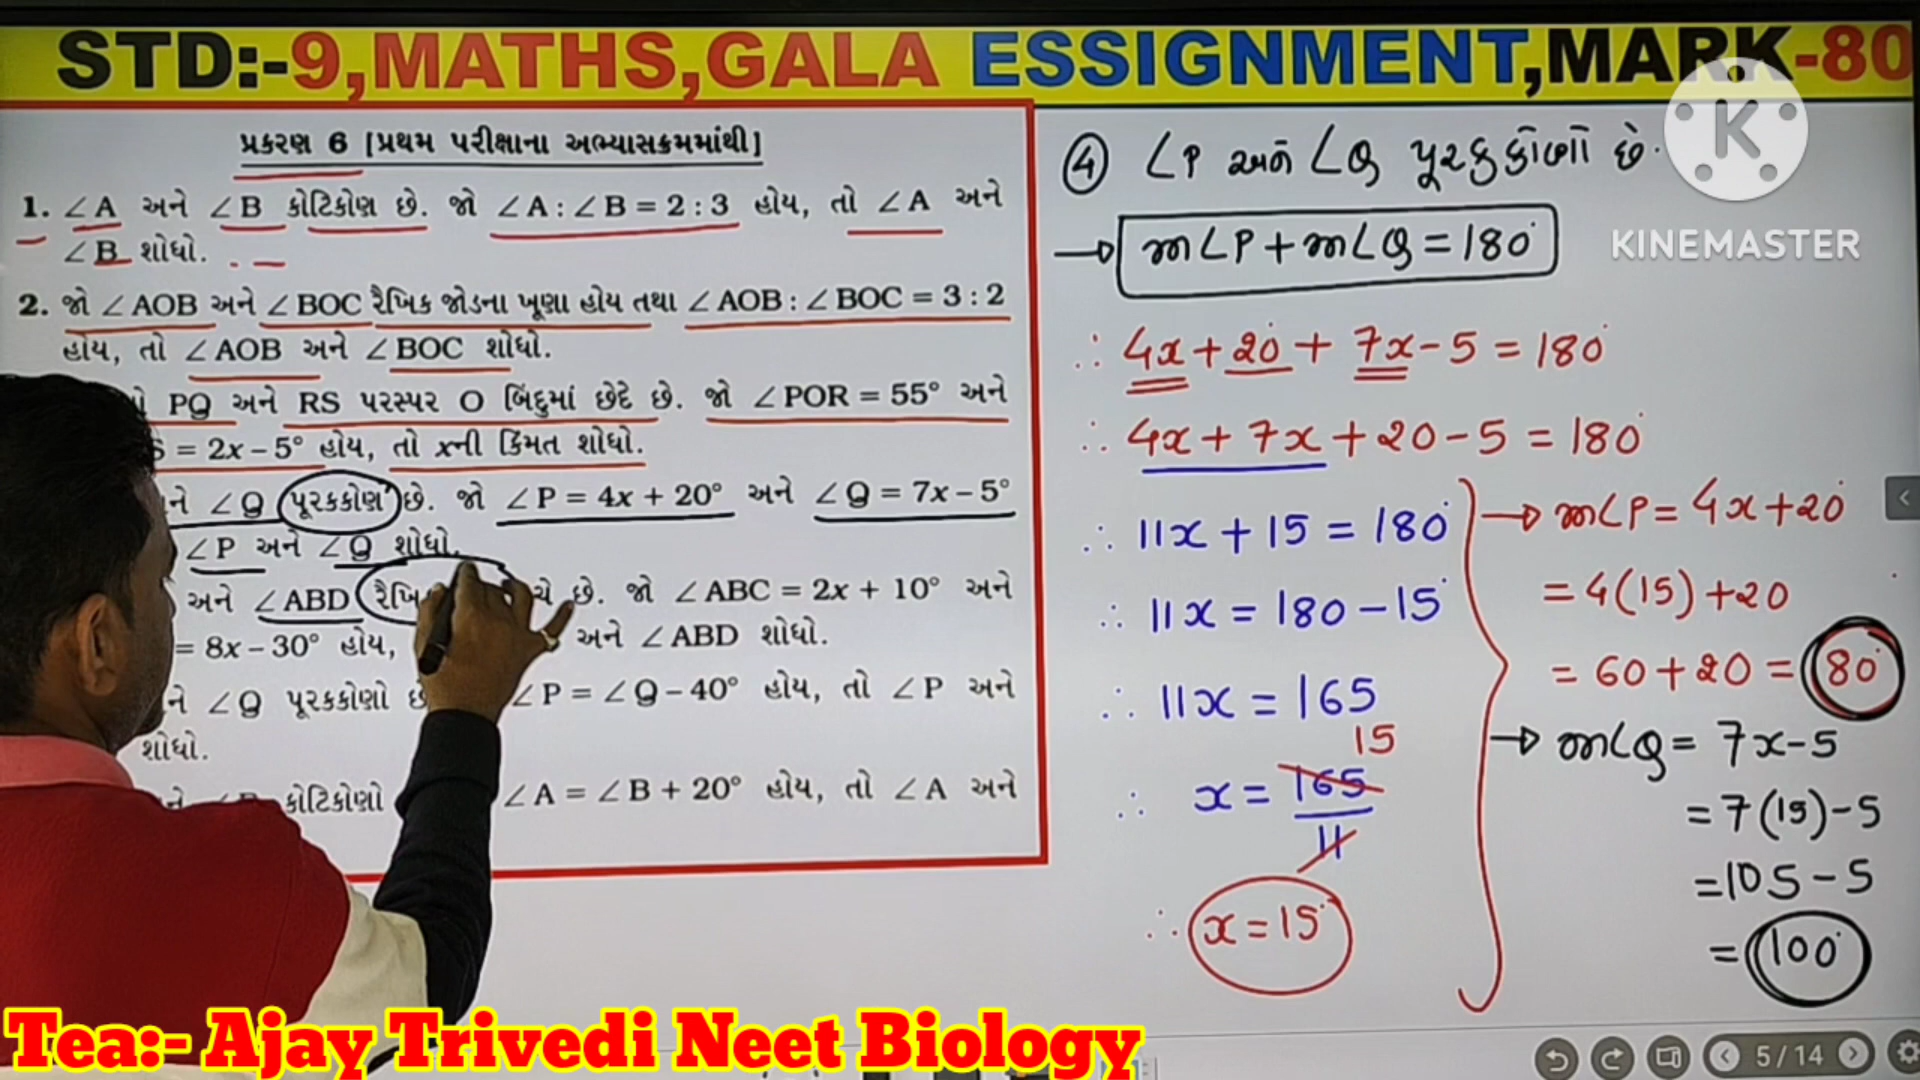 STD:-9,MATHS,GALA ESSIGNMENT,MARK-80
પ્રકરણ 6 [પ્રથમ પરીક્ષાના અભ્યાસક્રમમાંથી]
1. ∠A અને ∠B કોટિકોણ છે. જો ∠A : ∠B = 2 : 3 હોય, તો ∠A અને
∠B શોધો.
2. જો ∠AOB અને ∠BOC રૈખિક જોડના ખૂણા હોય તથા ∠AOB : ∠BOC = 3 : 2
હોય, તો ∠AOB અને ∠BOC શોધો.
PQ અને RS પરસ્પર O બિંદુમાં છેદે છે. જો ∠POR = 55° અને
= 2x – 5° હોય, તો xની કિંમત શોધો.
∠Q પૂરકકોણ છે. જો ∠P = 4x + 20° અને ∠Q = 7x – 5°
∠P અને ∠Q શોધો.
અને ∠ABD છે. જો ∠ABC = 2x + 10° અને
= 8x – 30° હોય, અને ∠ABD શોધો.
∠Q પૂરકકોણો ∠P = ∠Q – 40° હોય, તો ∠P અને
શોધો.
કોટિકોણો ∠A = ∠B + 20° હોય, તો ∠A અને
④ ∠P અને ∠Q પૂરકકોણો છે.
→ m∠P + m∠Q = 180°
∴ 4x + 20° + 7x - 5 = 180°
∴ 4x + 7x + 20 - 5 = 180°
∴ 11x + 15 = 180°
∴ 11x = 180 - 15°
∴ 11x = 165
15
∴ x = 165
11
∴ x = 15°
→ m∠P = 4x + 20°
= 4(15) + 20
= 60 + 20 = 80°
→ m∠Q = 7x - 5
= 7(15) - 5
= 105 - 5
= 100°
K
KINEMASTER
Tea:- Ajay Trivedi Neet Biology
5 / 14